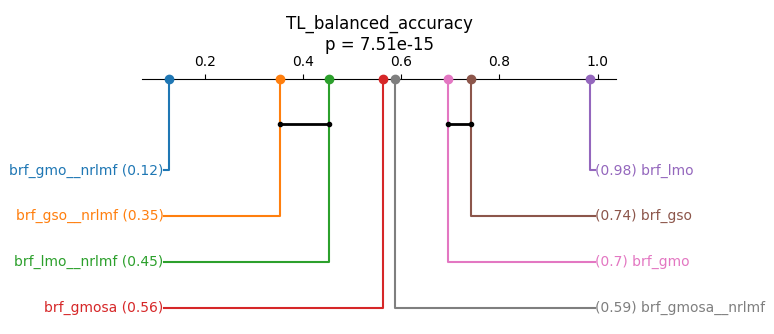 TL_balanced_accuracy
p = 7.51e-15
0.2 0.4 0.6 0.8 1.0
brf_gmo__nrlmf (0.12) (0.98) brf_lmo
brf_gso__nrlmf (0.35) (0.74) brf_gso
brf_lmo__nrlmf (0.45) (0.7) brf_gmo
brf_gmosa (0.56) (0.59) brf_gmosa__nrlmf